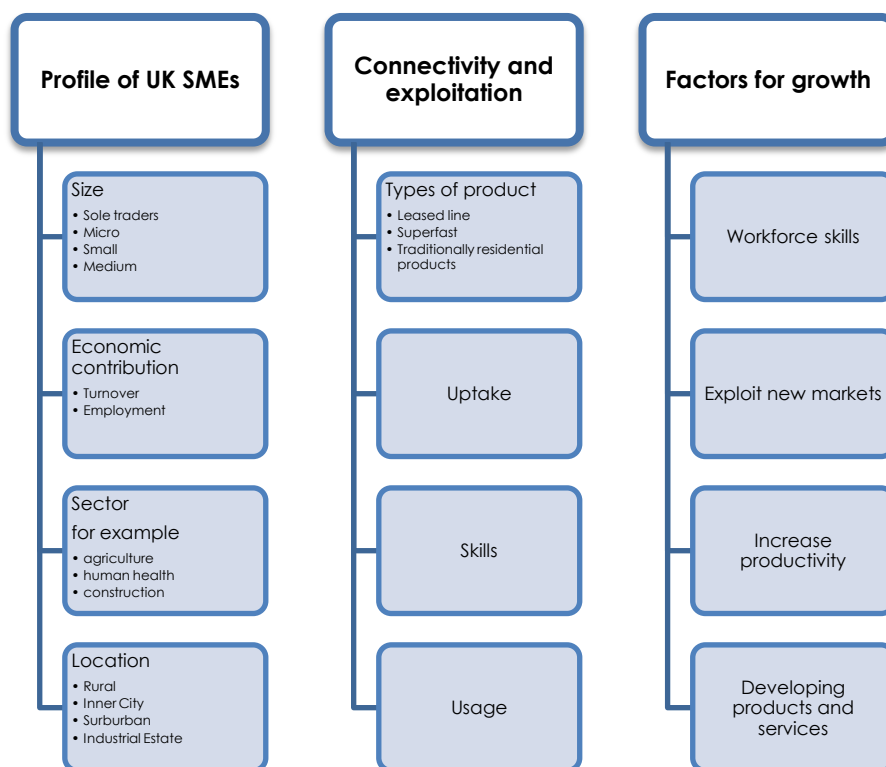 Profile of UK SMEs
Size
• Sole traders
• Micro
• Small
• Medium
Economic
contribution
• Turnover
• Employment
Sector
for example
• agriculture
• human health
• construction
Location
• Rural
• Inner City
• Surburban
• Industrial Estate
Connectivity and
exploitation
Types of product
• Leased line
• Superfast
• Traditionally residential
products
Uptake
Skills
Usage
Factors for growth
Workforce skills
Exploit new markets
Increase
productivity
Developing
products and
services